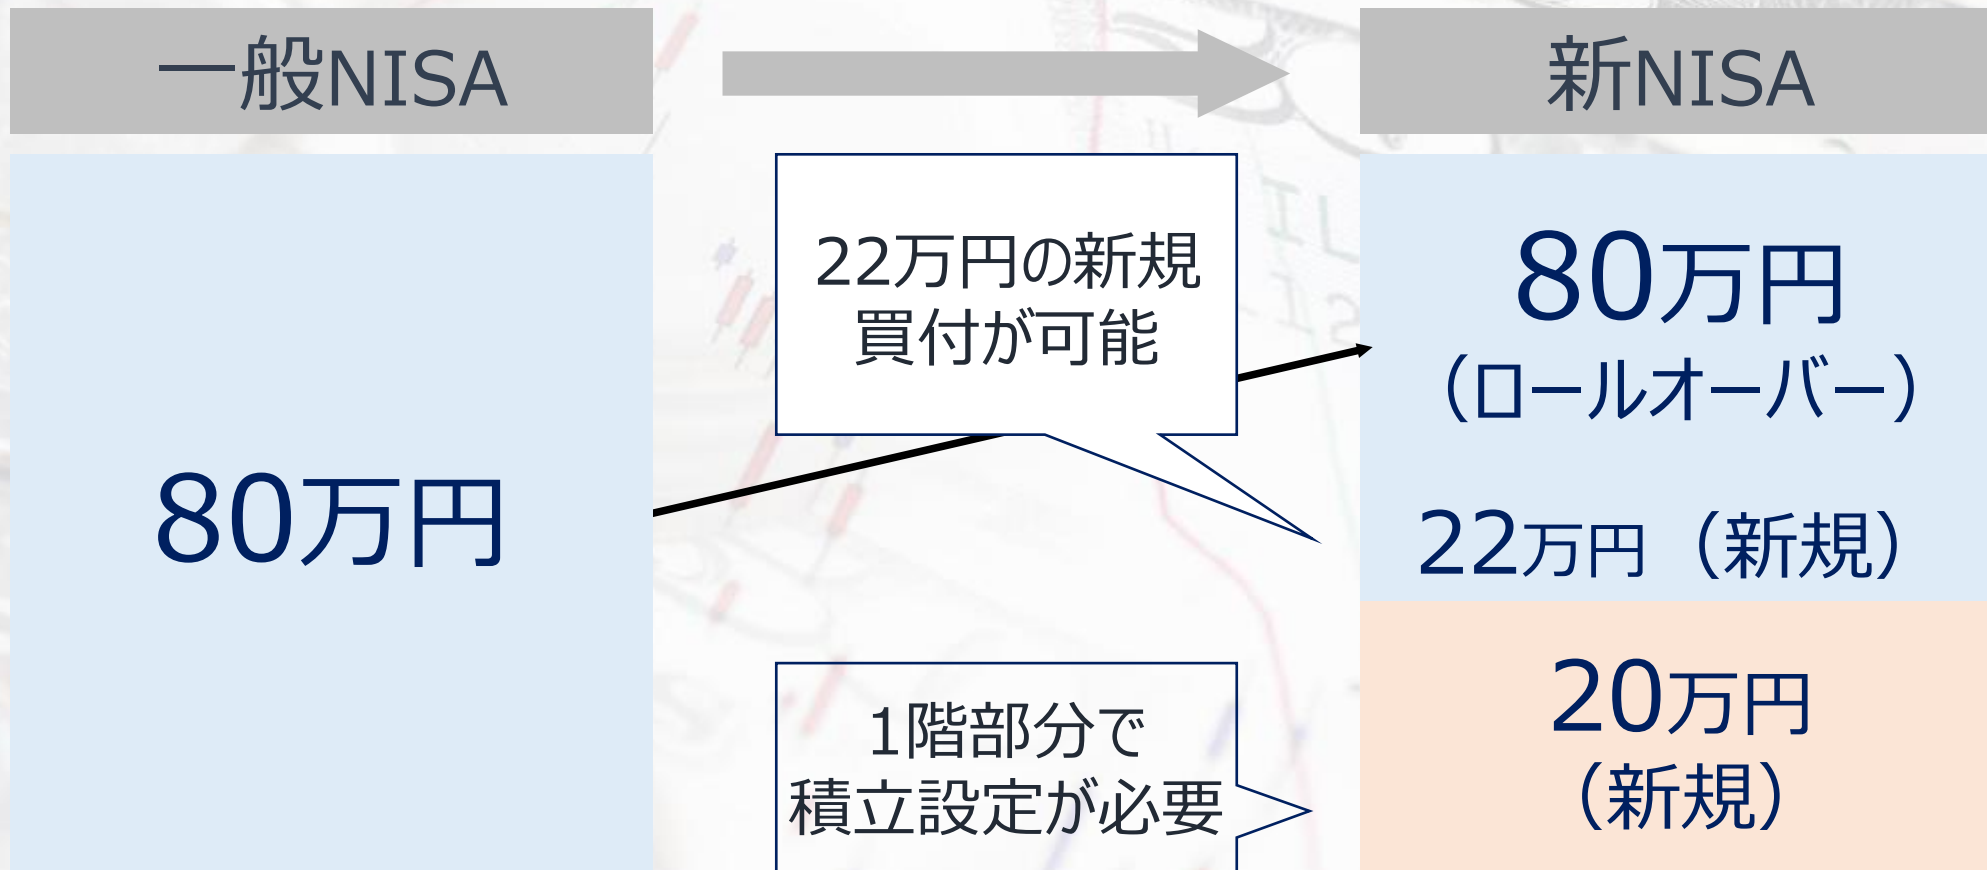 一般NISA
新NISA
80万円
22万円の新規
買付が可能
80万円
（ロールオーバー）
22万円（新規）
1階部分で
積立設定が必要
20万円
（新規）